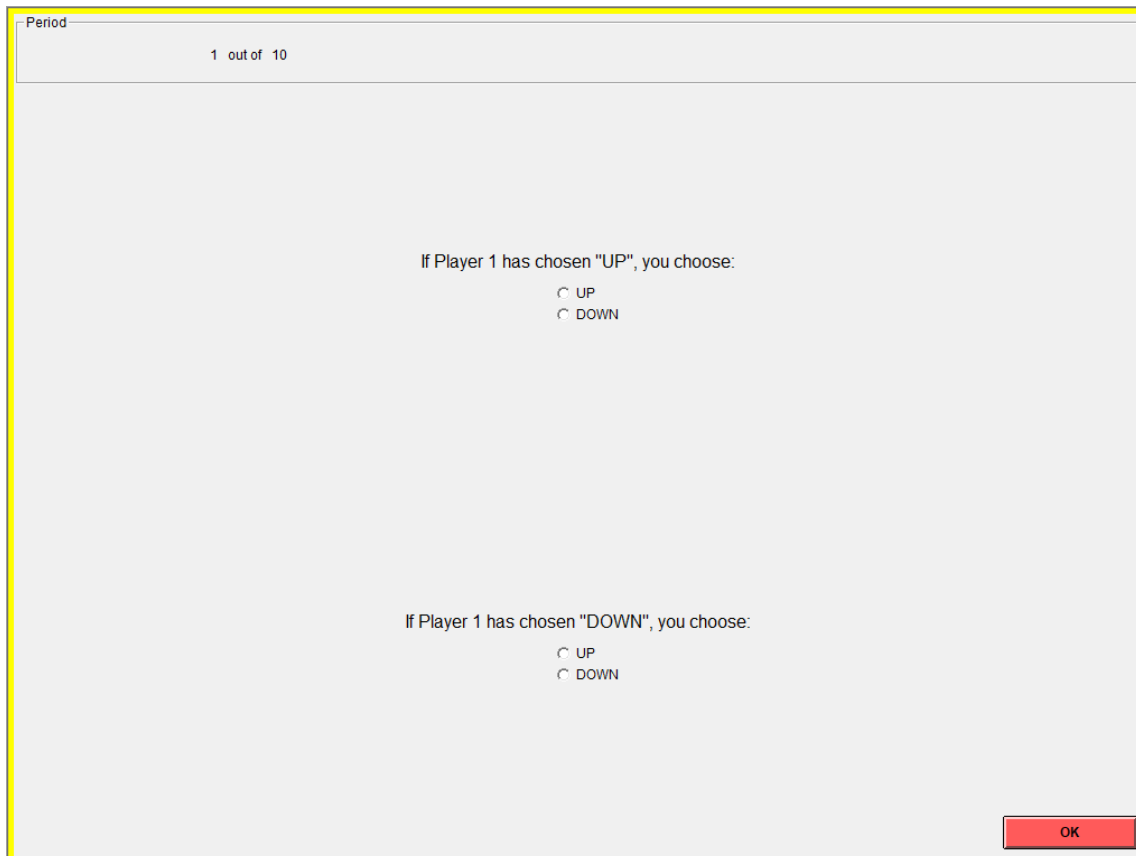 Period
1 out of 10
If Player 1 has chosen "UP", you choose:
UP
DOWN
If Player 1 has chosen "DOWN", you choose:
UP
DOWN
OK